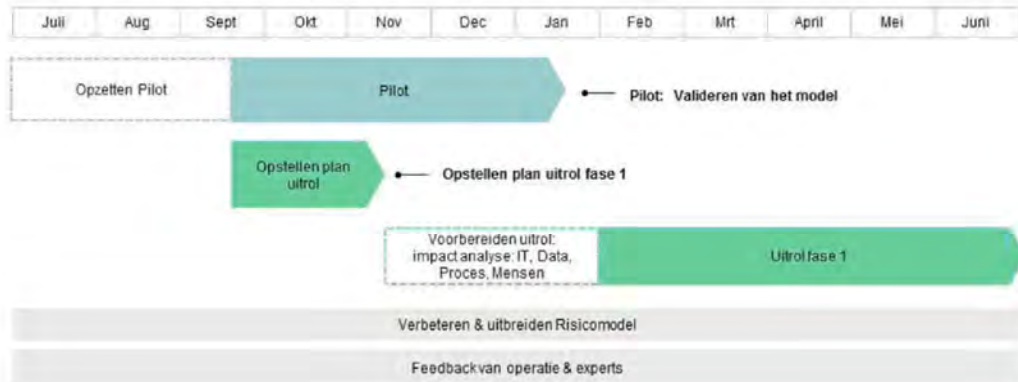 Juli Aug Sept Okt Nov Dec Jan Feb Mrt April Mei Juni
Opzetten Pilot
Pilot
Pilot: Valideren van het model
Opstellen plan
uitrol
Opstellen plan uitrol fase 1
Voorbereiden uitrol:
impact analyse: IT, Data,
Proces, Mensen
Uitrol fase 1
Verbeteren & uitbreiden Risicomodel
Feedback van operatie & experts